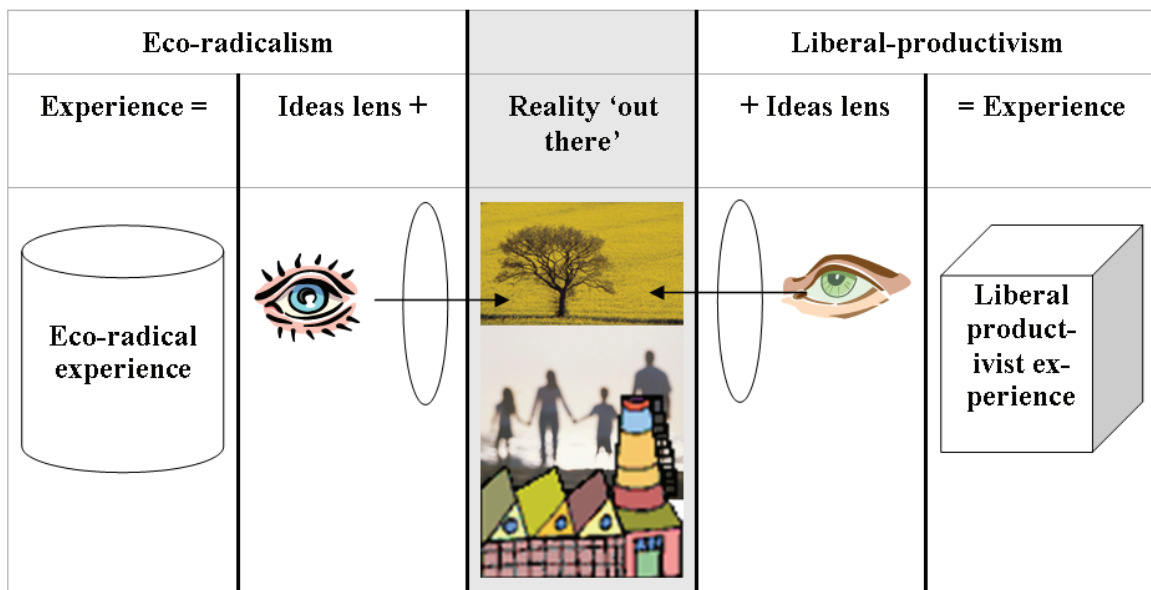 Eco-radicalism
Liberal-productivism
Experience =
Ideas lens +
Reality ‘out
there’
+ Ideas lens
= Experience
Eco-radical
experience
Liberal
product-
ivist ex-
perience